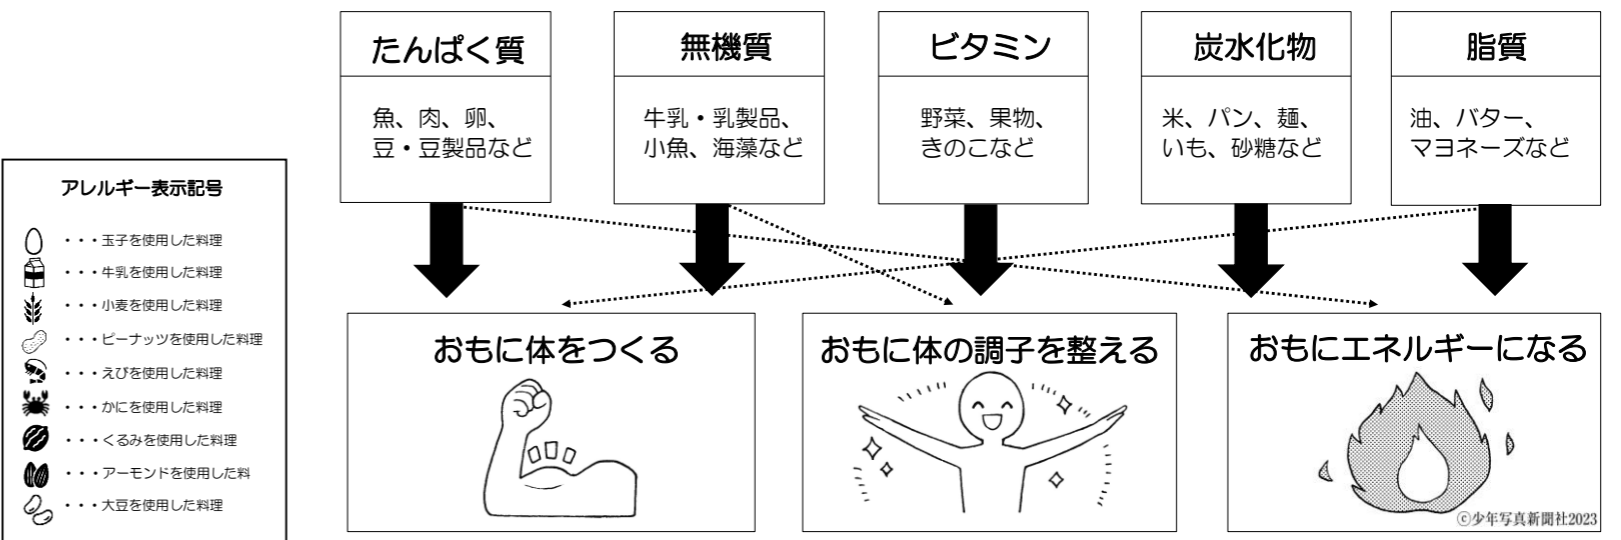 たんぱく質
魚、肉、卵、
豆・豆製品など
無機質
牛乳・乳製品、
小魚、海藻など
ビタミン
野菜、果物、
きのこなど
炭水化物
米、パン、麺、
いも、砂糖など
脂質
油、バター、
マヨネーズなど
アレルギー表示記号
・・・玉子を使用した料理
・・・牛乳を使用した料理
・・・小麦を使用した料理
・・・ピーナッツを使用した料理
・・・えびを使用した料理
・・・かにを使用した料理
・・・くるみを使用した料理
・・・アーモンドを使用した料
・・・大豆を使用した料理
おもに体をつくる
おもに体の調子を整える
おもにエネルギーになる
©少年写真新聞社2023